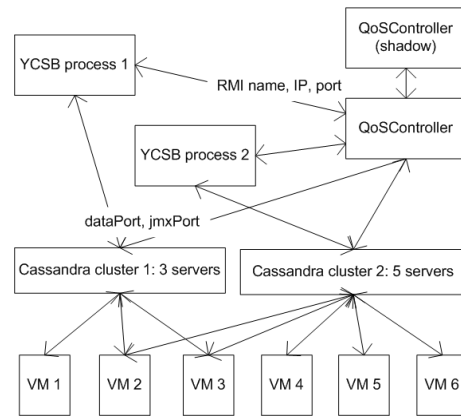 QoSController
(shadow)
YCSB process 1
RMI name, IP, port
QoSController
YCSB process 2
dataPort, jmxPort
Cassandra cluster 1: 3 servers
Cassandra cluster 2: 5 servers
VM 1
VM 2
VM 3
VM 4
VM 5
VM 6